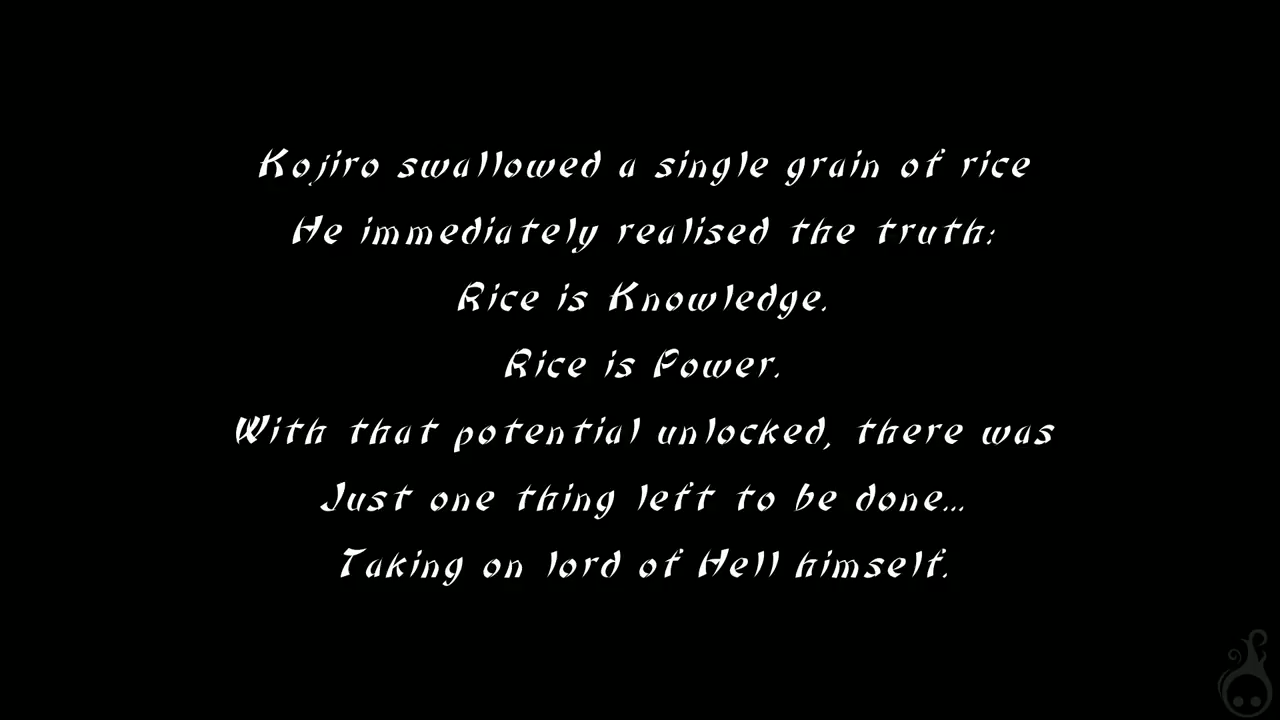 Kojiro swallowed a single grain of rice
He immediately realised the truth:
Rice is Knowledge.
Rice is Power.
With that potential unlocked, there was
Just one thing left to be done...
Taking on lord of Hell himself.